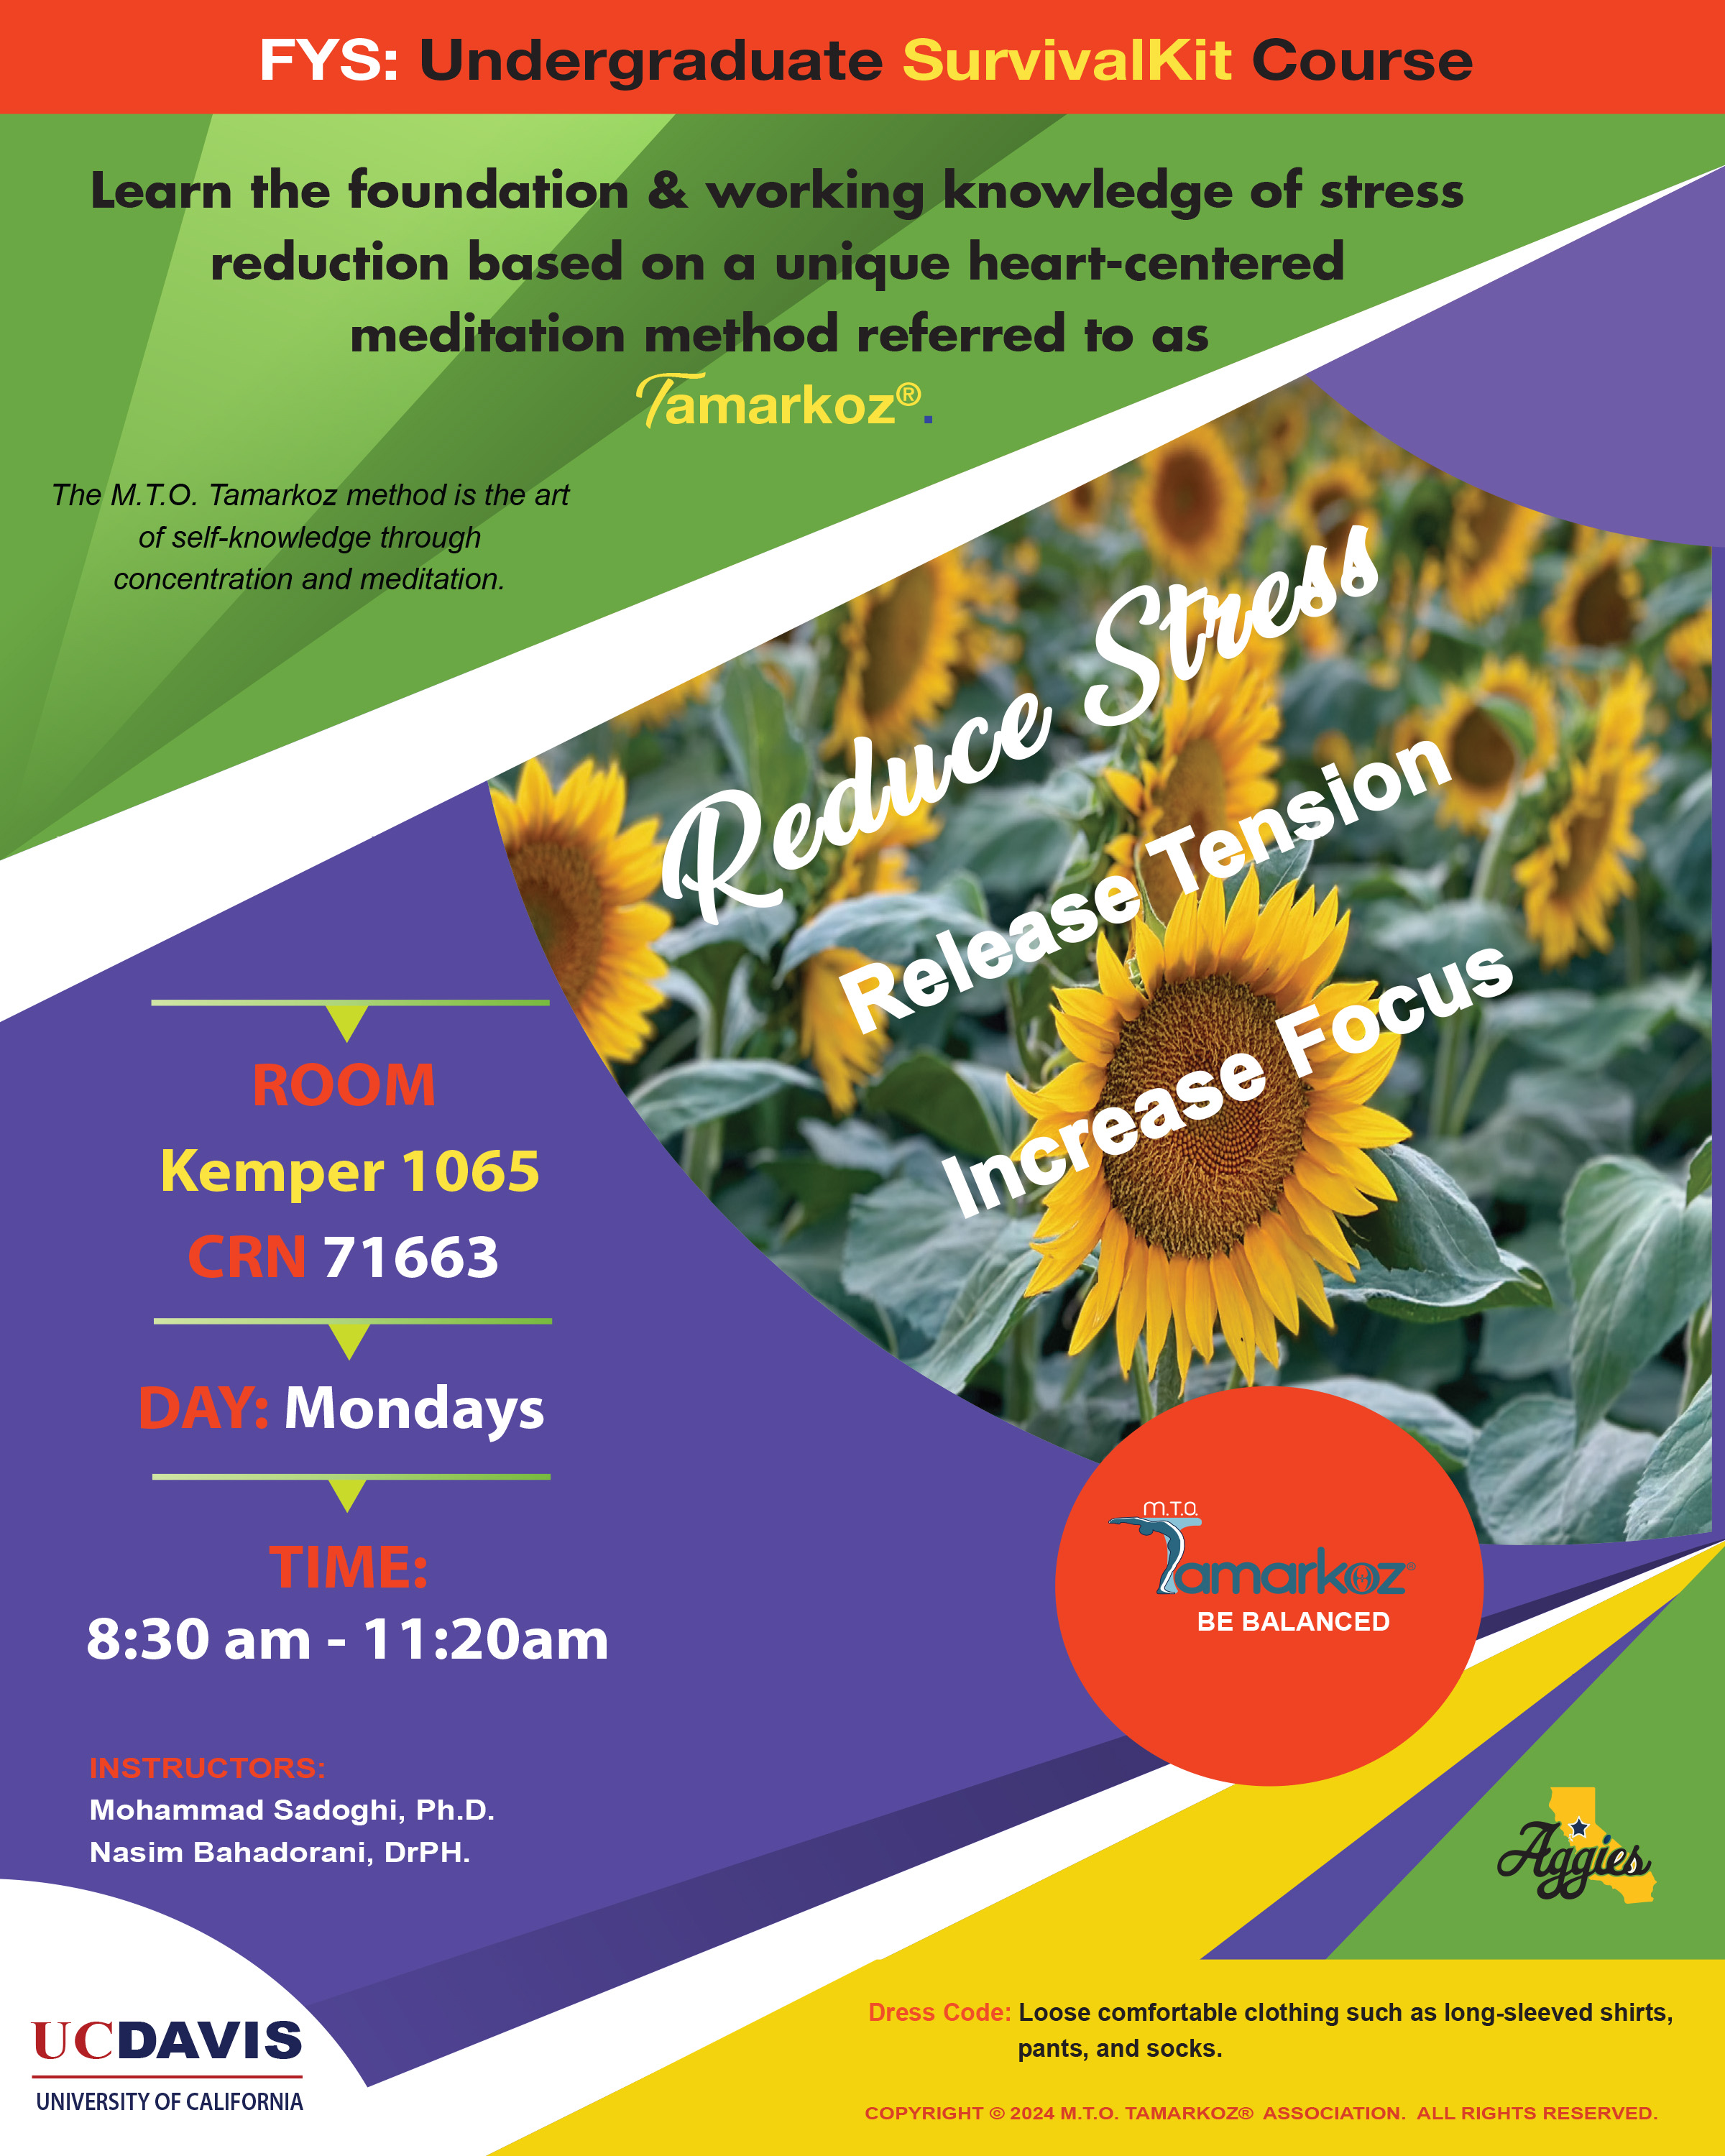 FYS: Undergraduate SurvivalKit Course
Learn the foundation & working knowledge of stress
reduction based on a unique heart-centered
meditation method referred to as
Tamarkoz®.
The M.T.O. Tamarkoz method is the art
of self-knowledge through
concentration and meditation.
Reduce Stress
Release Tension
Increase Focus
ROOM
Kemper 1065
CRN 71663
DAY: Mondays
TIME:
8:30 am - 11:20am
INSTRUCTORS:
Mohammad Sadoghi, Ph.D.
Nasim Bahadorani, DrPH.
M.T.O.
Tamarkoz®
BE BALANCED
Aggies
UCDAVIS
UNIVERSITY OF CALIFORNIA
Dress Code: Loose comfortable clothing such as long-sleeved shirts,
pants, and socks.
COPYRIGHT © 2024 M.T.O. TAMARKOZ® ASSOCIATION. ALL RIGHTS RESERVED.